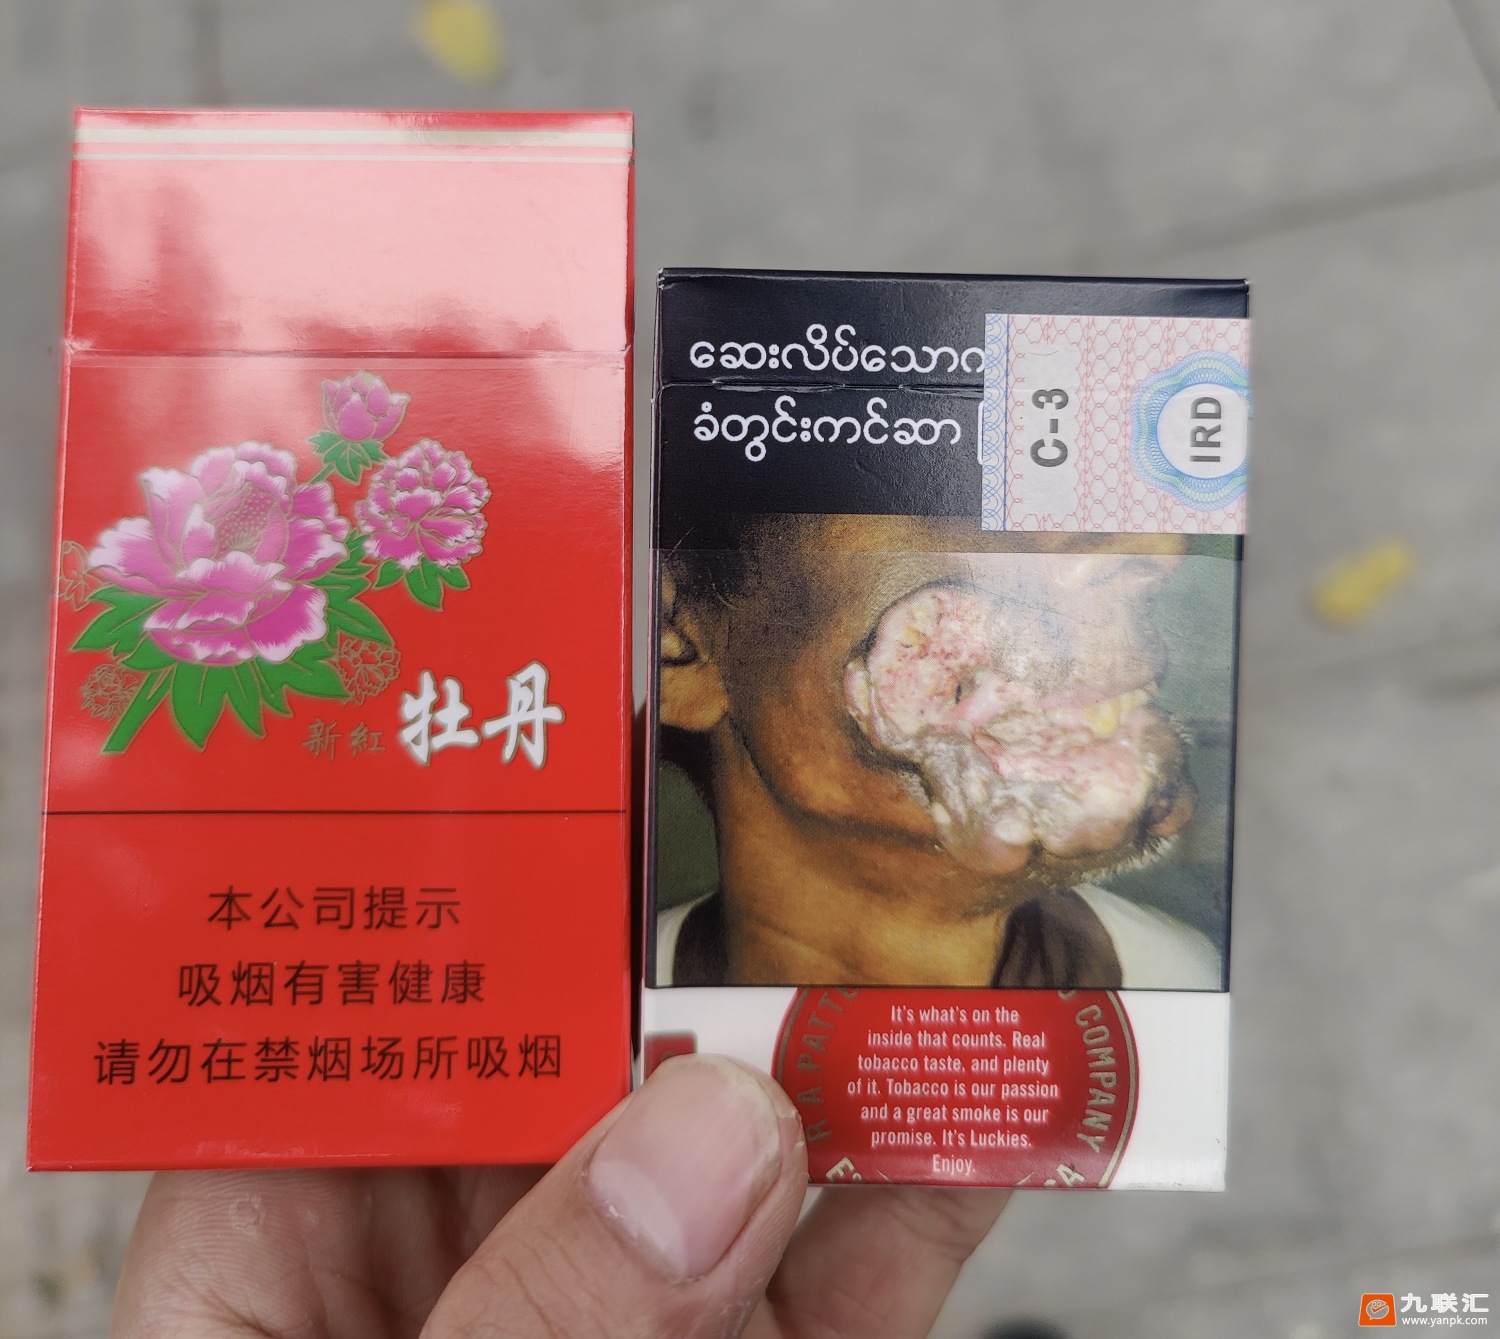 新紅 牡丹
本公司提示
吸烟有害健康
请勿在禁烟场所吸烟
ဆေးလိပ်သောက
ခံတွင်းကင်ဆာ
C-3
IRD
R A PATTE
COMPANY
It's what's on the
inside that counts. Real
tobacco taste, and plenty
of it. Tobacco is our passion
and a great smoke is our
promise. It's Luckies.
Enjoy.
九联汇
www.yanpk.com